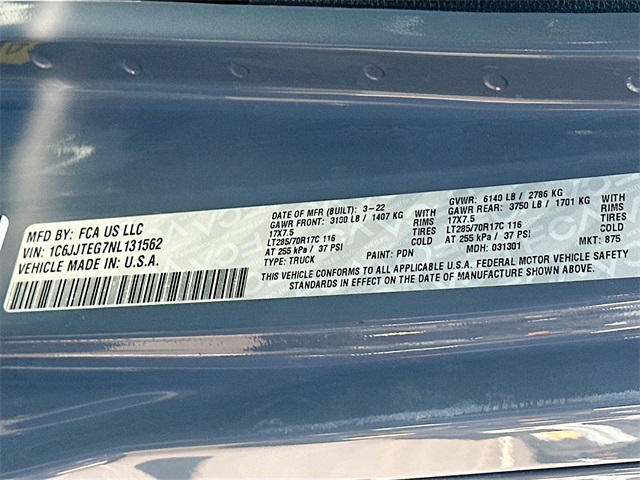 MFD BY: FCA US LLC
VIN: 1C6JJTEG7NL131562
VEHICLE MADE IN: U.S.A.
DATE OF MFR (BUILT): 3-22
GAWR FRONT: 3100 LB / 1407 KG WITH
17X7.5 RIMS
LT285/70R17C 116 TIRES
AT 255 kPa / 37 PSI COLD
TYPE: TRUCK PAINT: PDN
GVWR: 6140 LB / 2786 KG
GAWR REAR: 3750 LB / 1701 KG WITH
17X7.5 RIMS
LT285/70R17C 116 TIRES
AT 255 kPa / 37 PSI COLD
MDH: 031301 MKT: 875
THIS VEHICLE CONFORMS TO ALL APPLICABLE U.S.A. FEDERAL MOTOR VEHICLE SAFETY
STANDARDS IN EFFECT ON THE DATE OF MANUFACTURE SHOWN ABOVE.